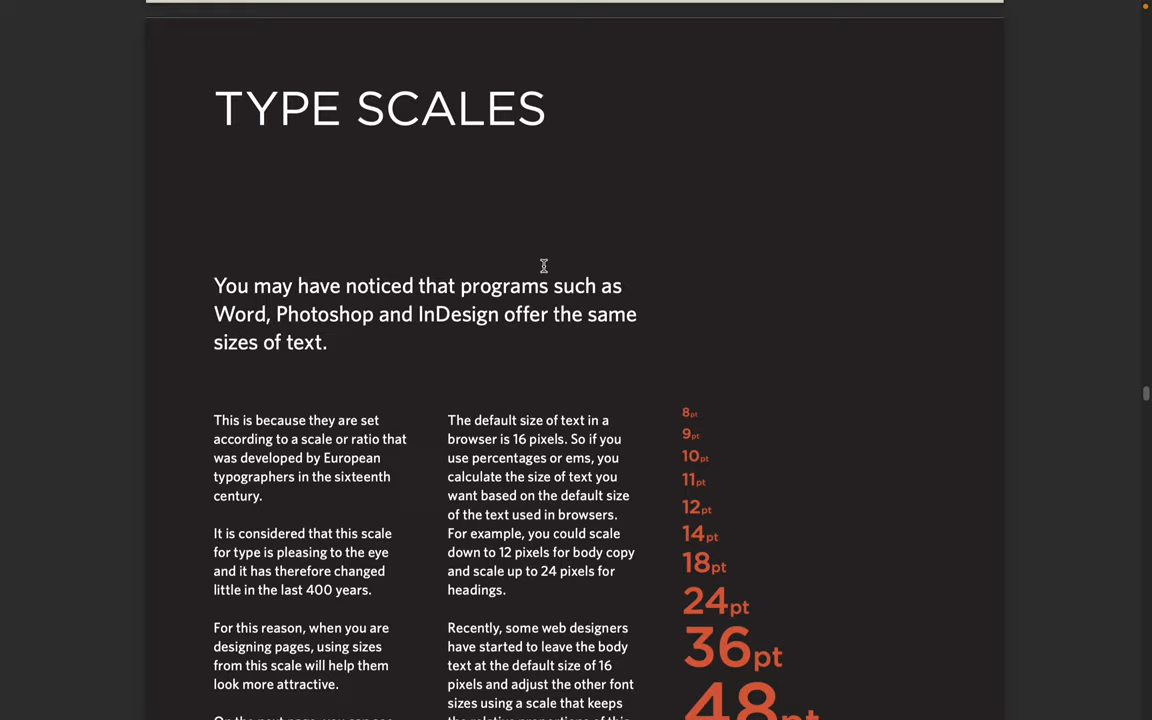 TYPE SCALES
You may have noticed that programs such as
Word, Photoshop and InDesign offer the same
sizes of text.
This is because they are set
according to a scale or ratio that
was developed by European
typographers in the sixteenth
century.
It is considered that this scale
for type is pleasing to the eye
and it has therefore changed
little in the last 400 years.
For this reason, when you are
designing pages, using sizes
from this scale will help them
look more attractive.
The default size of text in a
browser is 16 pixels. So if you
use percentages or ems, you
calculate the size of text you
want based on the default size
of the text used in browsers.
For example, you could scale
down to 12 pixels for body copy
and scale up to 24 pixels for
headings.
Recently, some web designers
have started to leave the body
text at the default size of 16
pixels and adjust the other font
sizes using a scale that keeps
8pt
9pt
10pt
11pt
12pt
14pt
18pt
24pt
36pt
48pt